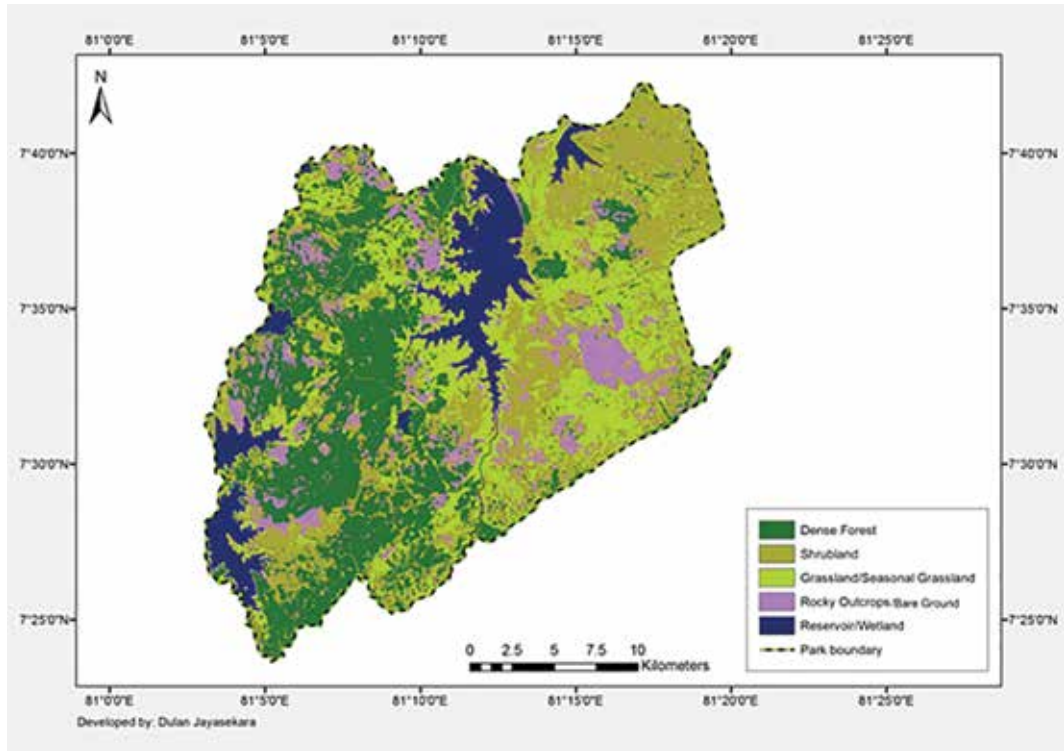 81°0'0"E 81°5'0"E 81°10'0"E 81°15'0"E 81°20'0"E 81°25'0"E
N
7°40'0"N 7°40'0"N
7°35'0"N 7°35'0"N
7°30'0"N 7°30'0"N
Dense Forest
Shrubland
Grassland/Seasonal Grassland
Rocky Outcrops/Bare Ground
Reservoir/Wetland
Park boundary
7°25'0"N 7°25'0"N
0 2.5 5 7.5 10
Kilometers
81°0'0"E 81°5'0"E 81°10'0"E 81°15'0"E 81°20'0"E 81°25'0"E
Developed by: Dulan Jayasekara